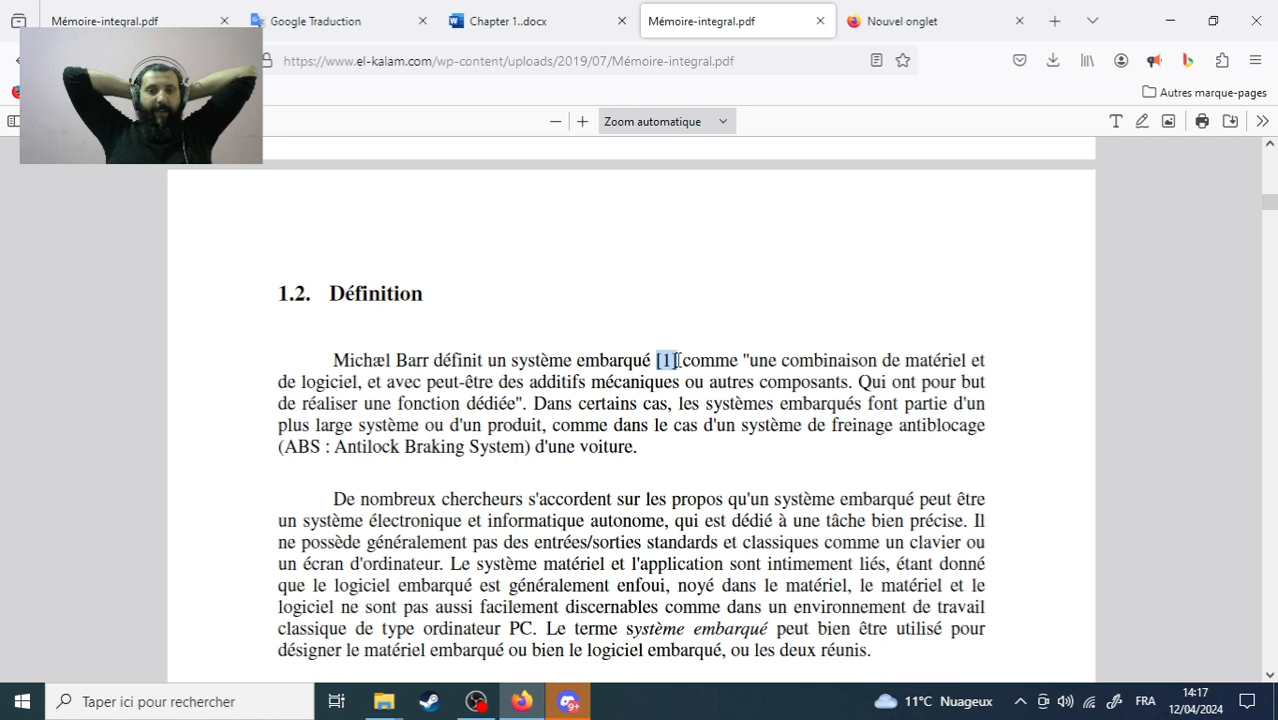 Mémoire-integral.pdf
Google Traduction
Chapter 1..docx
Mémoire-integral.pdf
Nouvel onglet
https://www.el-kalam.com/wp-content/uploads/2019/07/Mémoire-integral.pdf
Autres marque-pages
Zoom automatique
1.2. Définition
Michæl Barr définit un système embarqué [1] comme "une combinaison de matériel et
de logiciel, et avec peut-être des additifs mécaniques ou autres composants. Qui ont pour but
de réaliser une fonction dédiée". Dans certains cas, les systèmes embarqués font partie d'un
plus large système ou d'un produit, comme dans le cas d'un système de freinage antiblocage
(ABS : Antilock Braking System) d'une voiture.
De nombreux chercheurs s'accordent sur les propos qu'un système embarqué peut être
un système électronique et informatique autonome, qui est dédié à une tâche bien précise. Il
ne possède généralement pas des entrées/sorties standards et classiques comme un clavier ou
un écran d'ordinateur. Le système matériel et l'application sont intimement liés, étant donné
que le logiciel embarqué est généralement enfoui, noyé dans le matériel, le matériel et le
logiciel ne sont pas aussi facilement discernables comme dans un environnement de travail
classique de type ordinateur PC. Le terme système embarqué peut bien être utilisé pour
désigner le matériel embarqué ou bien le logiciel embarqué, ou les deux réunis.
Taper ici pour rechercher
9+
11°C Nuageux
FRA
14:17
12/04/2024